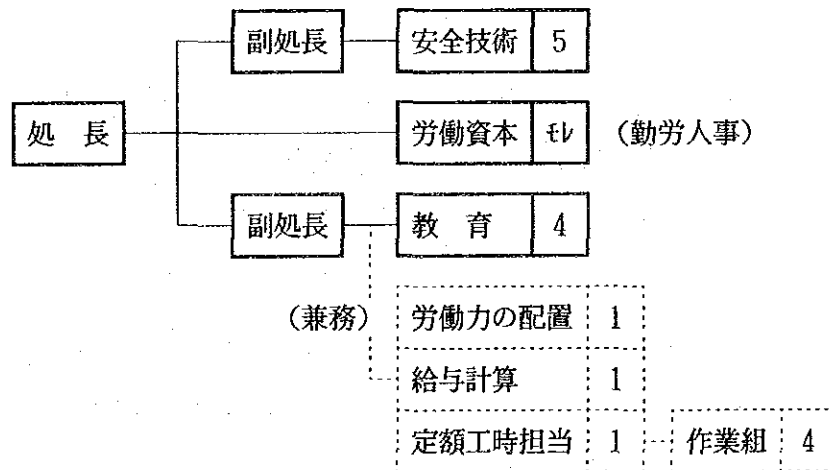 副処長 安全技術 5
処 長 労働資本 ﾓﾚ (勤労人事)
副処長 教 育 4
(兼務) 労働力の配置 1
給与計算 1
定額工時担当 1 作業組 4